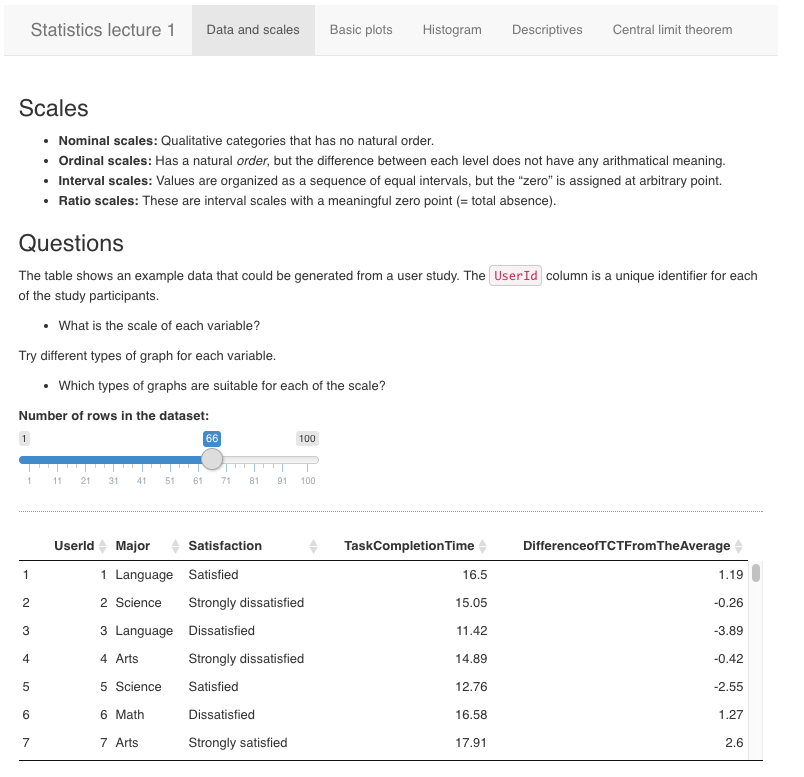 Statistics lecture 1 Data and scales Basic plots Histogram Descriptives Central limit theorem
Scales
• Nominal scales: Qualitative categories that has no natural order.
• Ordinal scales: Has a natural order, but the difference between each level does not have any arithmatical meaning.
• Interval scales: Values are organized as a sequence of equal intervals, but the “zero” is assigned at arbitrary point.
• Ratio scales: These are interval scales with a meaningful zero point (= total absence).
Questions
The table shows an example data that could be generated from a user study. The UserId column is a unique identifier for each
of the study participants.
• What is the scale of each variable?
Try different types of graph for each variable.
• Which types of graphs are suitable for each of the scale?
Number of rows in the dataset:
1 66 100
1 11 21 31 41 51 61 71 81 91 100
UserId Major Satisfaction TaskCompletionTime DifferenceofTCTFromTheAverage
1 1 Language Satisfied 16.5 1.19
2 2 Science Strongly dissatisfied 15.05 -0.26
3 3 Language Dissatisfied 11.42 -3.89
4 4 Arts Strongly dissatisfied 14.89 -0.42
5 5 Science Satisfied 12.76 -2.55
6 6 Math Dissatisfied 16.58 1.27
7 7 Arts Strongly satisfied 17.91 2.6